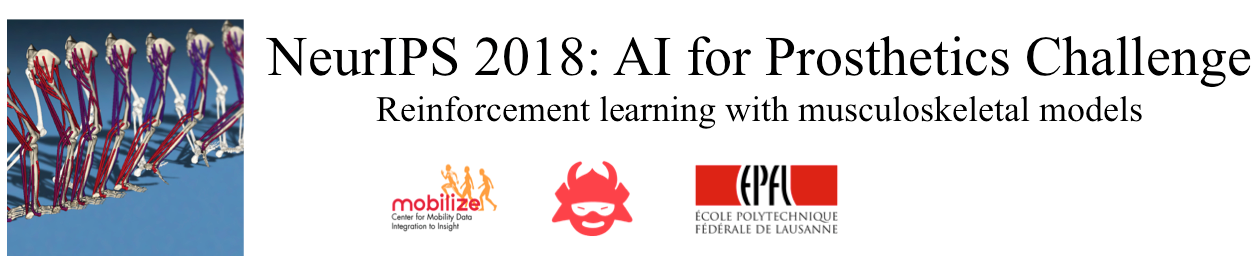 NeurIPS 2018: AI for Prosthetics Challenge
Reinforcement learning with musculoskeletal models
mobilize
Center for Mobility Data
Integration to Insight
EPFL
ÉCOLE POLYTECHNIQUE
FÉDÉRALE DE LAUSANNE